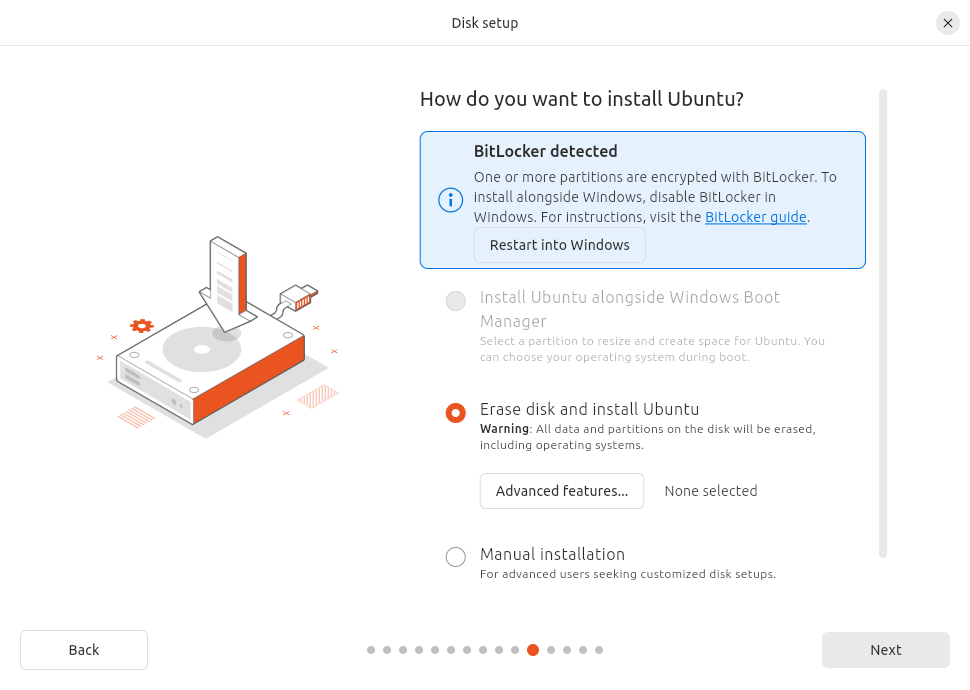 Disk setup
How do you want to install Ubuntu?
BitLocker detected
One or more partitions are encrypted with BitLocker. To
install alongside Windows, disable BitLocker in
Windows. For instructions, visit the BitLocker guide.
Restart into Windows
Install Ubuntu alongside Windows Boot
Manager
Select a partition to resize and create space for Ubuntu. You
can choose your operating system during boot.
Erase disk and install Ubuntu
Warning: All data and partitions on the disk will be erased,
including operating systems.
Advanced features... None selected
Manual installation
For advanced users seeking customized disk setups.
Back Next